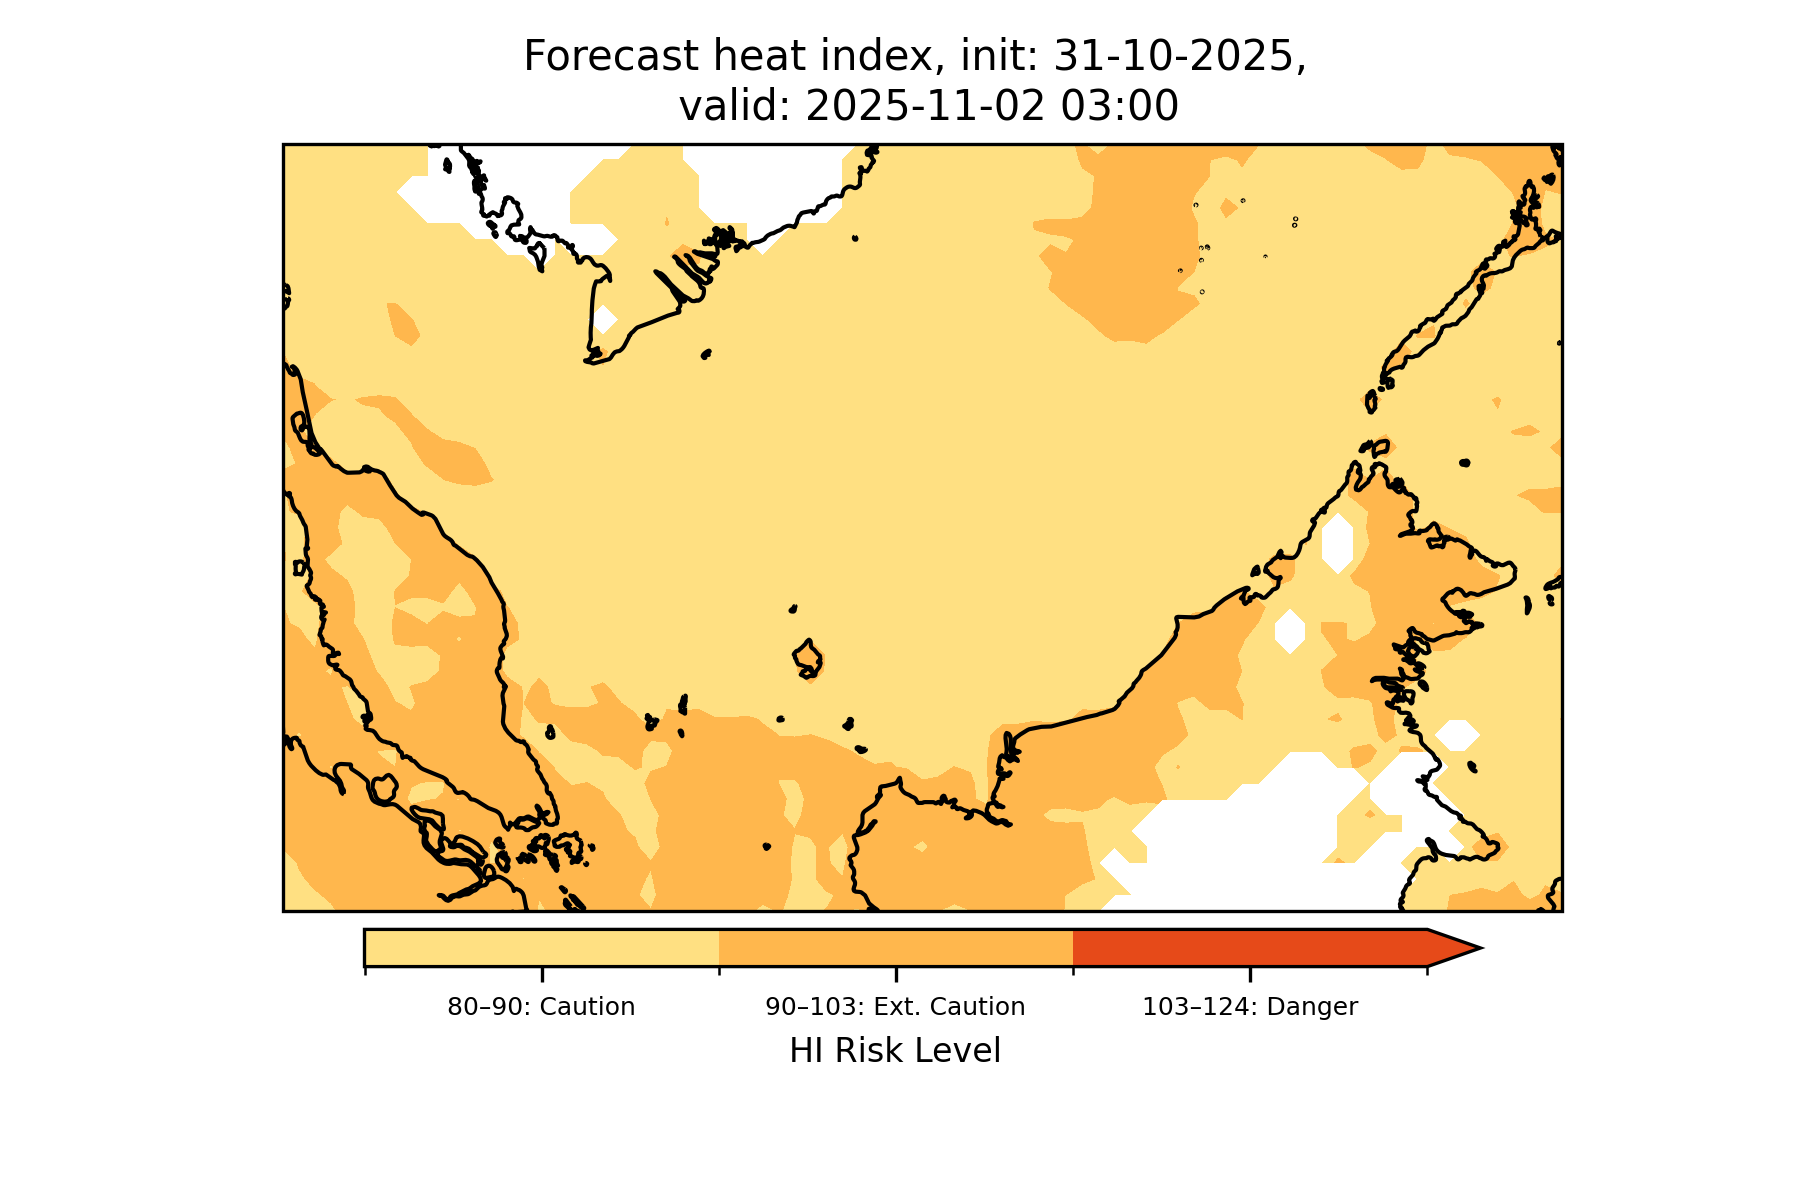 Forecast heat index, init: 31-10-2025,
valid: 2025-11-02 03:00
80–90: Caution
90–103: Ext. Caution
103–124: Danger
HI Risk Level